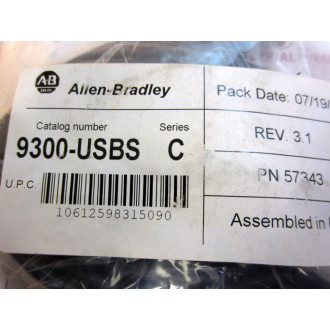 AB
Allen-Bradley
Pack Date: 07/19/
Catalog number Series
9300-USBS C
REV. 3.1
U.P.C.
PN 57343
10612598315090
Assembled in